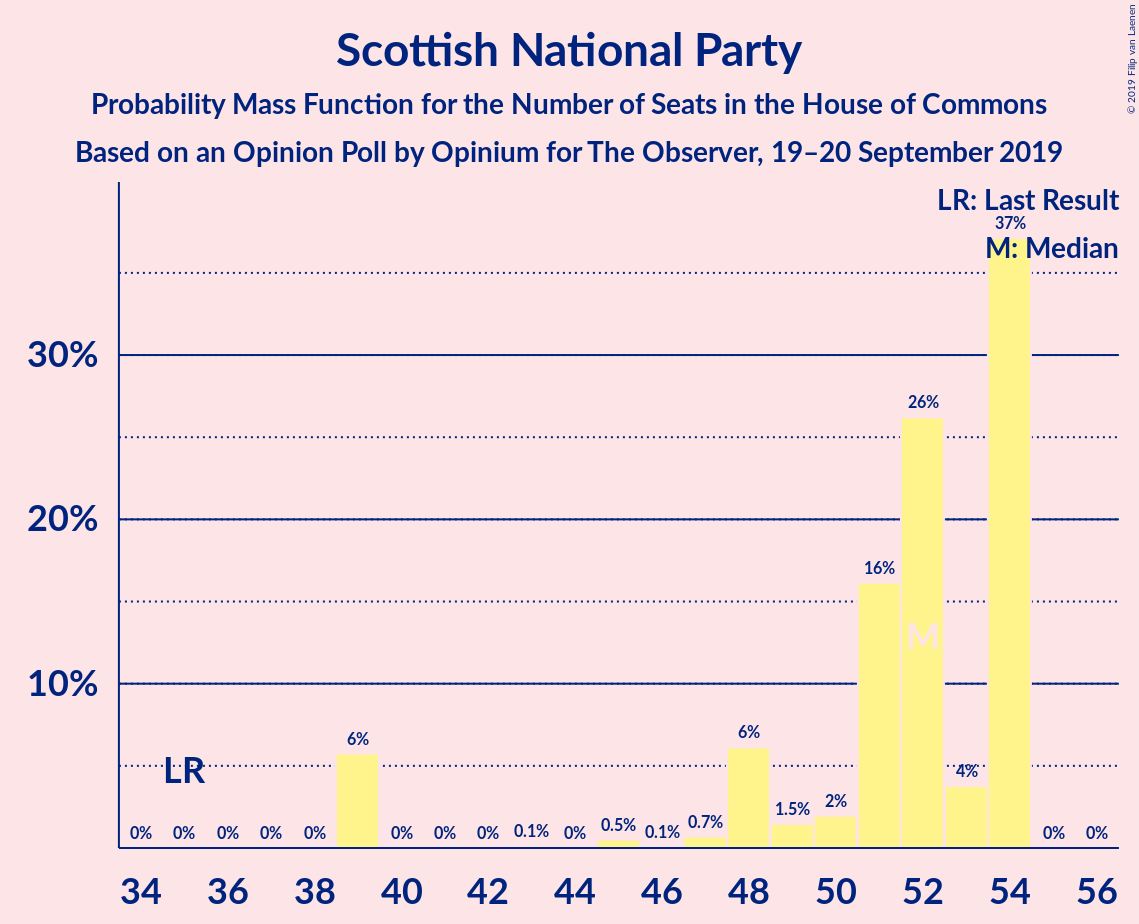 Scottish National Party
Probability Mass Function for the Number of Seats in the House of Commons
Based on an Opinion Poll by Opinium for The Observer, 19–20 September 2019
© 2019 Filip van Laenen
LR: Last Result
M: Median
30%
20%
10%
LR
M
0% 0% 0% 0% 0% 6% 0% 0% 0% 0.1% 0% 0.5% 0.1% 0.7% 6% 1.5% 2% 16% 26% 4% 37% 0% 0%
34 36 38 40 42 44 46 48 50 52 54 56